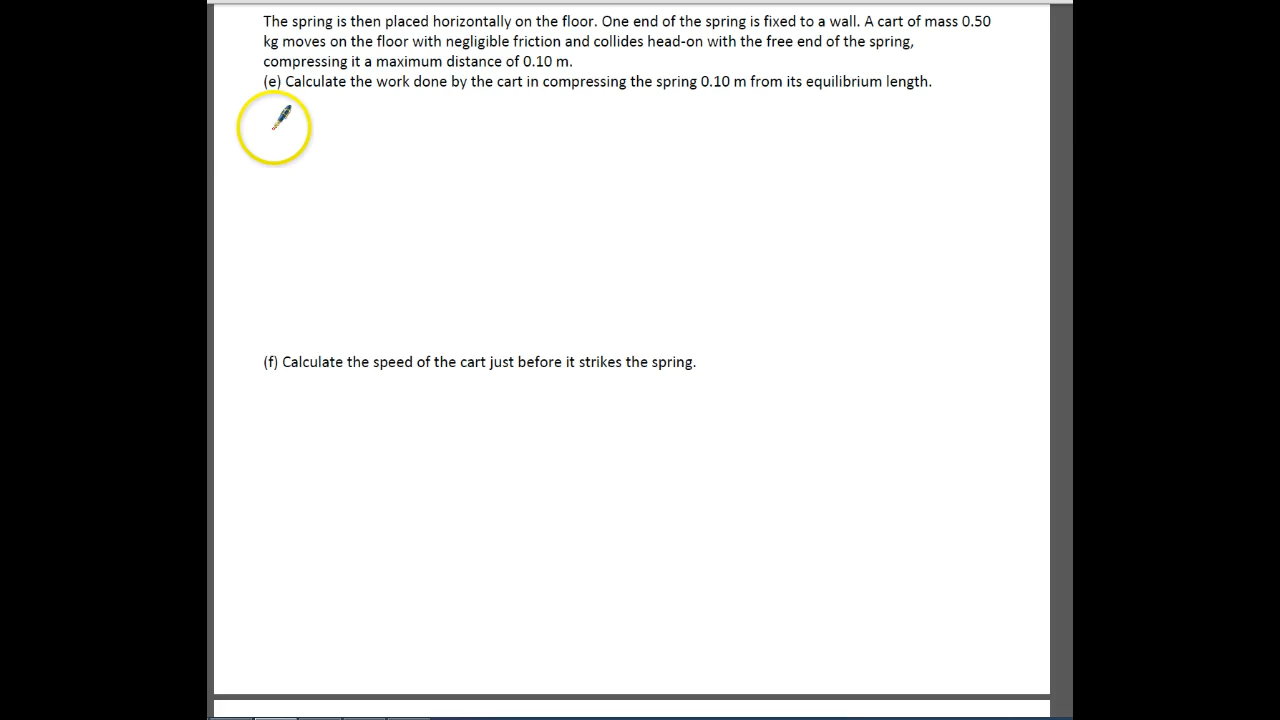 The spring is then placed horizontally on the floor. One end of the spring is fixed to a wall. A cart of mass 0.50
kg moves on the floor with negligible friction and collides head-on with the free end of the spring,
compressing it a maximum distance of 0.10 m.
(e) Calculate the work done by the cart in compressing the spring 0.10 m from its equilibrium length.
(f) Calculate the speed of the cart just before it strikes the spring.